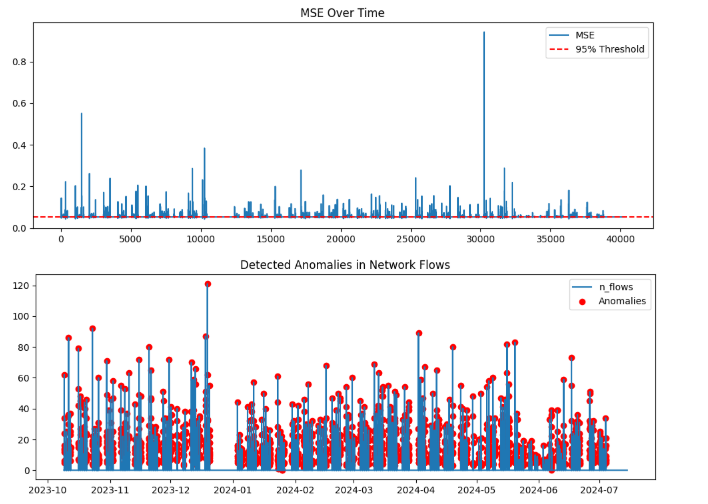 MSE Over Time
MSE
95% Threshold
0.8
0.6
0.4
0.2
0.0
0 5000 10000 15000 20000 25000 30000 35000 40000
Detected Anomalies in Network Flows
n_flows
Anomalies
120
100
80
60
40
20
0
2023-10 2023-11 2023-12 2024-01 2024-02 2024-03 2024-04 2024-05 2024-06 2024-07